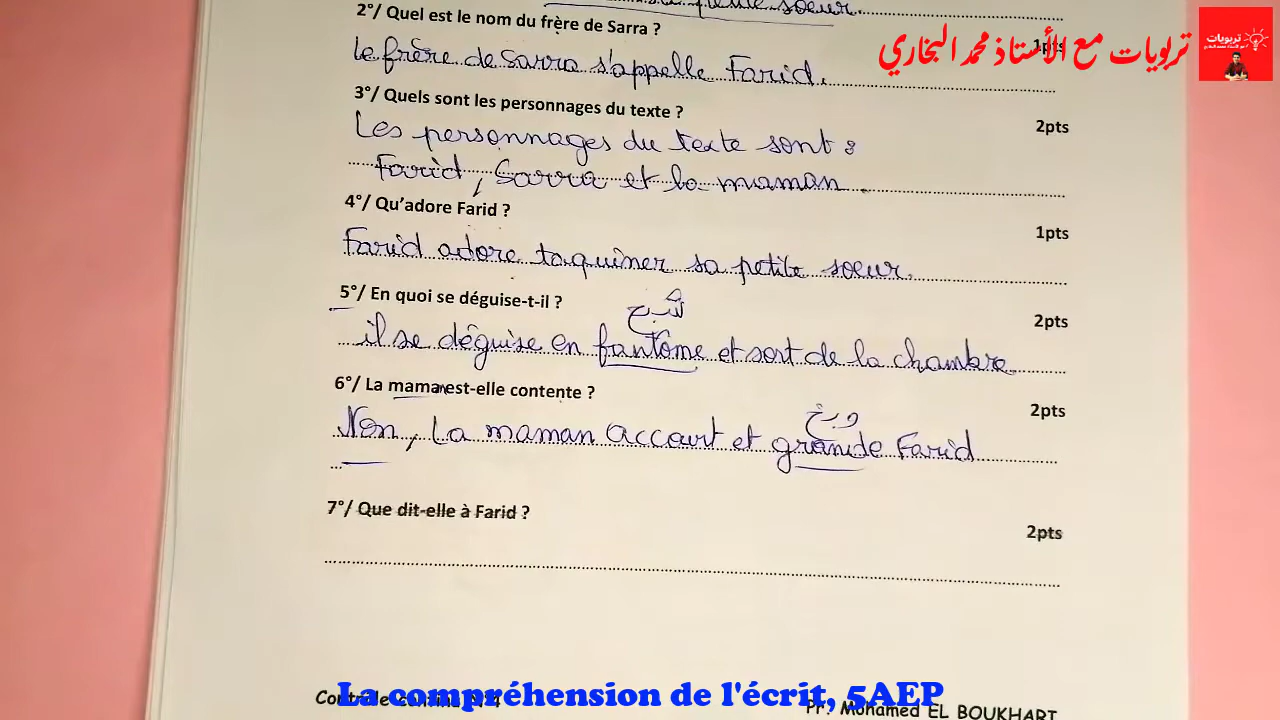 petite soeur.
2°/ Quel est le nom du frère de Sarra ?
1pts
تربويات مع الأستاذ محمد البخاري
تربويات
le frère de Sarra s'appelle Farid.
3°/ Quels sont les personnages du texte ?
2pts
Les personnages du texte sont :
Farid, Sarra et la maman.
4°/ Qu'adore Farid ?
1pts
Farid adore taquiner sa petite soeur.
5°/ En quoi se déguise-t-il ?
2pts
شبح
il se déguise en fantôme et sort de la chambre.
6°/ La maman est-elle contente ?
2pts
وبخ
Non, la maman accourt et gronde Farid
7°/ Que dit-elle à Farid ?
2pts
La compréhension de l'écrit, 5AEP
Pr. Mohamed EL BOUKHART